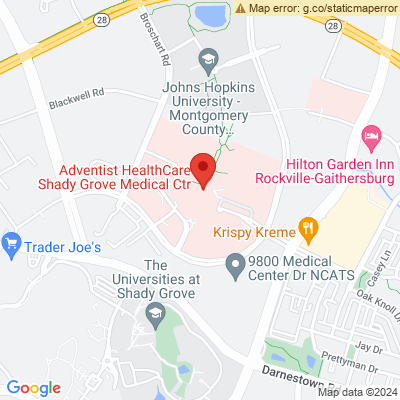 Map error: g.co/staticmaperror
28
28
Broschart Rd
Blackwell Rd
Johns Hopkins
University -
Montgomery
County...
Adventist HealthCare
Shady Grove Medical Ctr
Hilton Garden Inn
Rockville-Gaithersburg
Krispy Kreme
Trader Joe's
The
Universities at
Shady Grove
9800 Medical
Center Dr NCATS
Casey Ln
Oak Knoll Dr
Jay Dr
Prettyman Dr
Darnestown Rd
Google
Map data ©2024